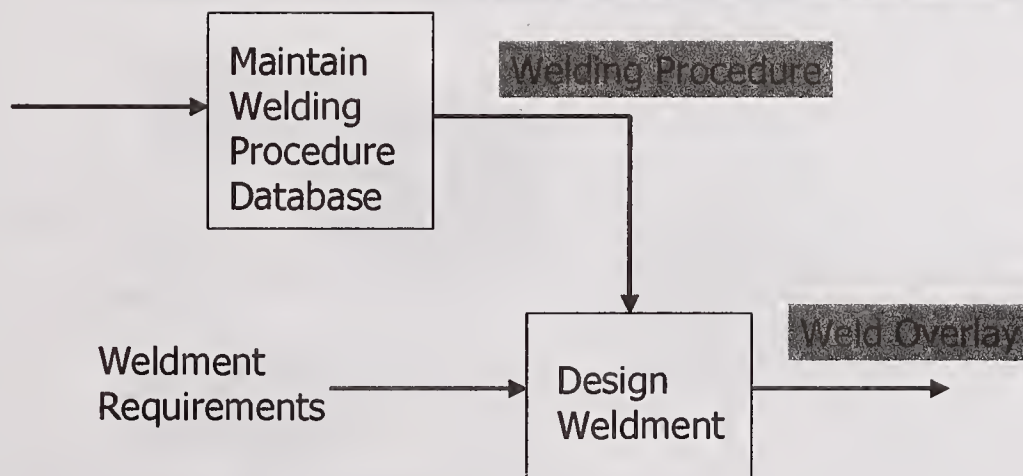 Maintain
Welding
Procedure
Database
Welding Procedure
Weld Overlay
Weldment
Requirements
Design
Weldment